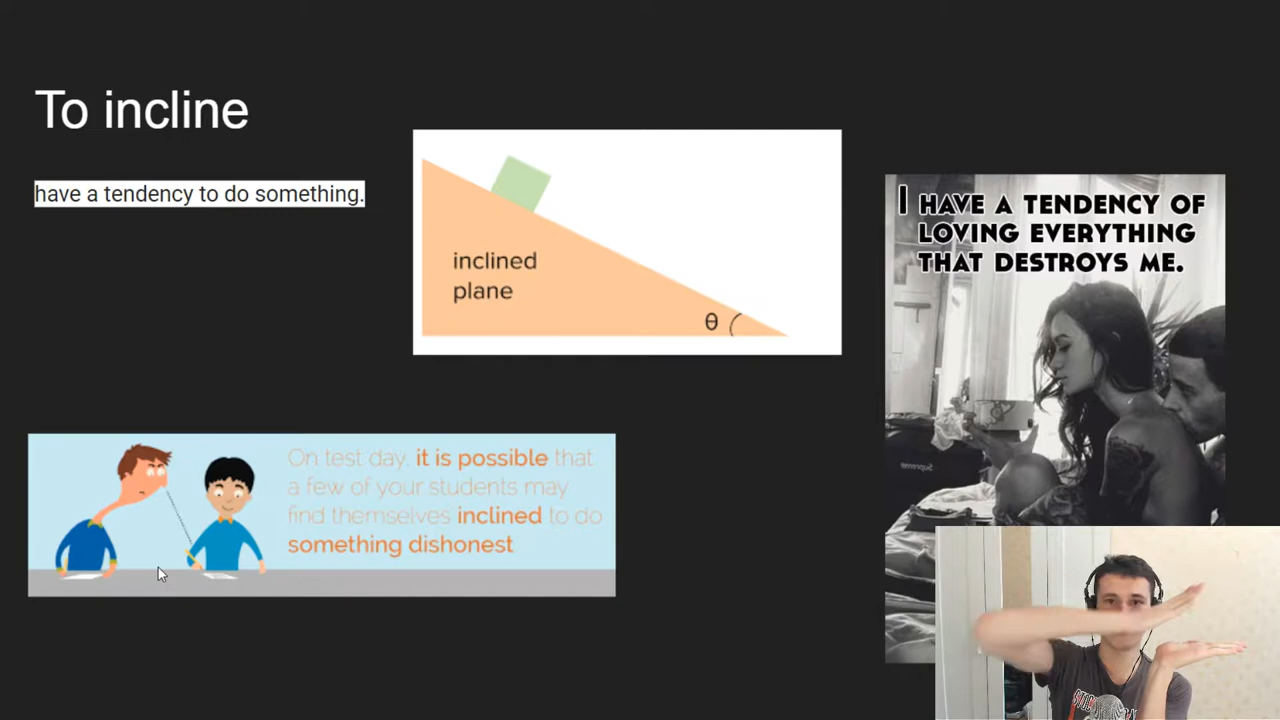 To incline
have a tendency to do something.
inclined
plane
θ
I HAVE A TENDENCY OF
LOVING EVERYTHING
THAT DESTROYS ME.
Supreme
On test day, it is possible that
a few of your students may
find themselves inclined to do
something dishonest